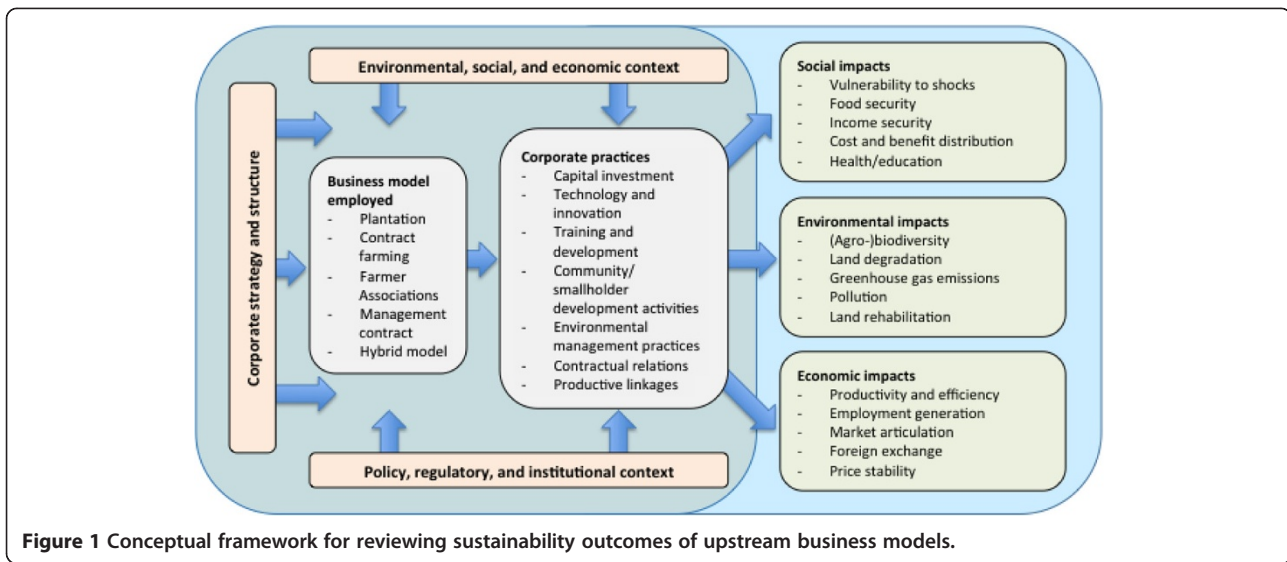 Environmental, social, and economic context
Corporate strategy and structure
Business model
employed
- Plantation
- Contract
farming
- Farmer
Associations
- Management
contract
- Hybrid model
Corporate practices
- Capital investment
- Technology and
innovation
- Training and
development
- Community/
smallholder
development activities
- Environmental
management practices
- Contractual relations
- Productive linkages
Policy, regulatory, and institutional context
Social impacts
- Vulnerability to shocks
- Food security
- Income security
- Cost and benefit distribution
- Health/education
Environmental impacts
- (Agro-)biodiversity
- Land degradation
- Greenhouse gas emissions
- Pollution
- Land rehabilitation
Economic impacts
- Productivity and efficiency
- Employment generation
- Market articulation
- Foreign exchange
- Price stability
Figure 1 Conceptual framework for reviewing sustainability outcomes of upstream business models.